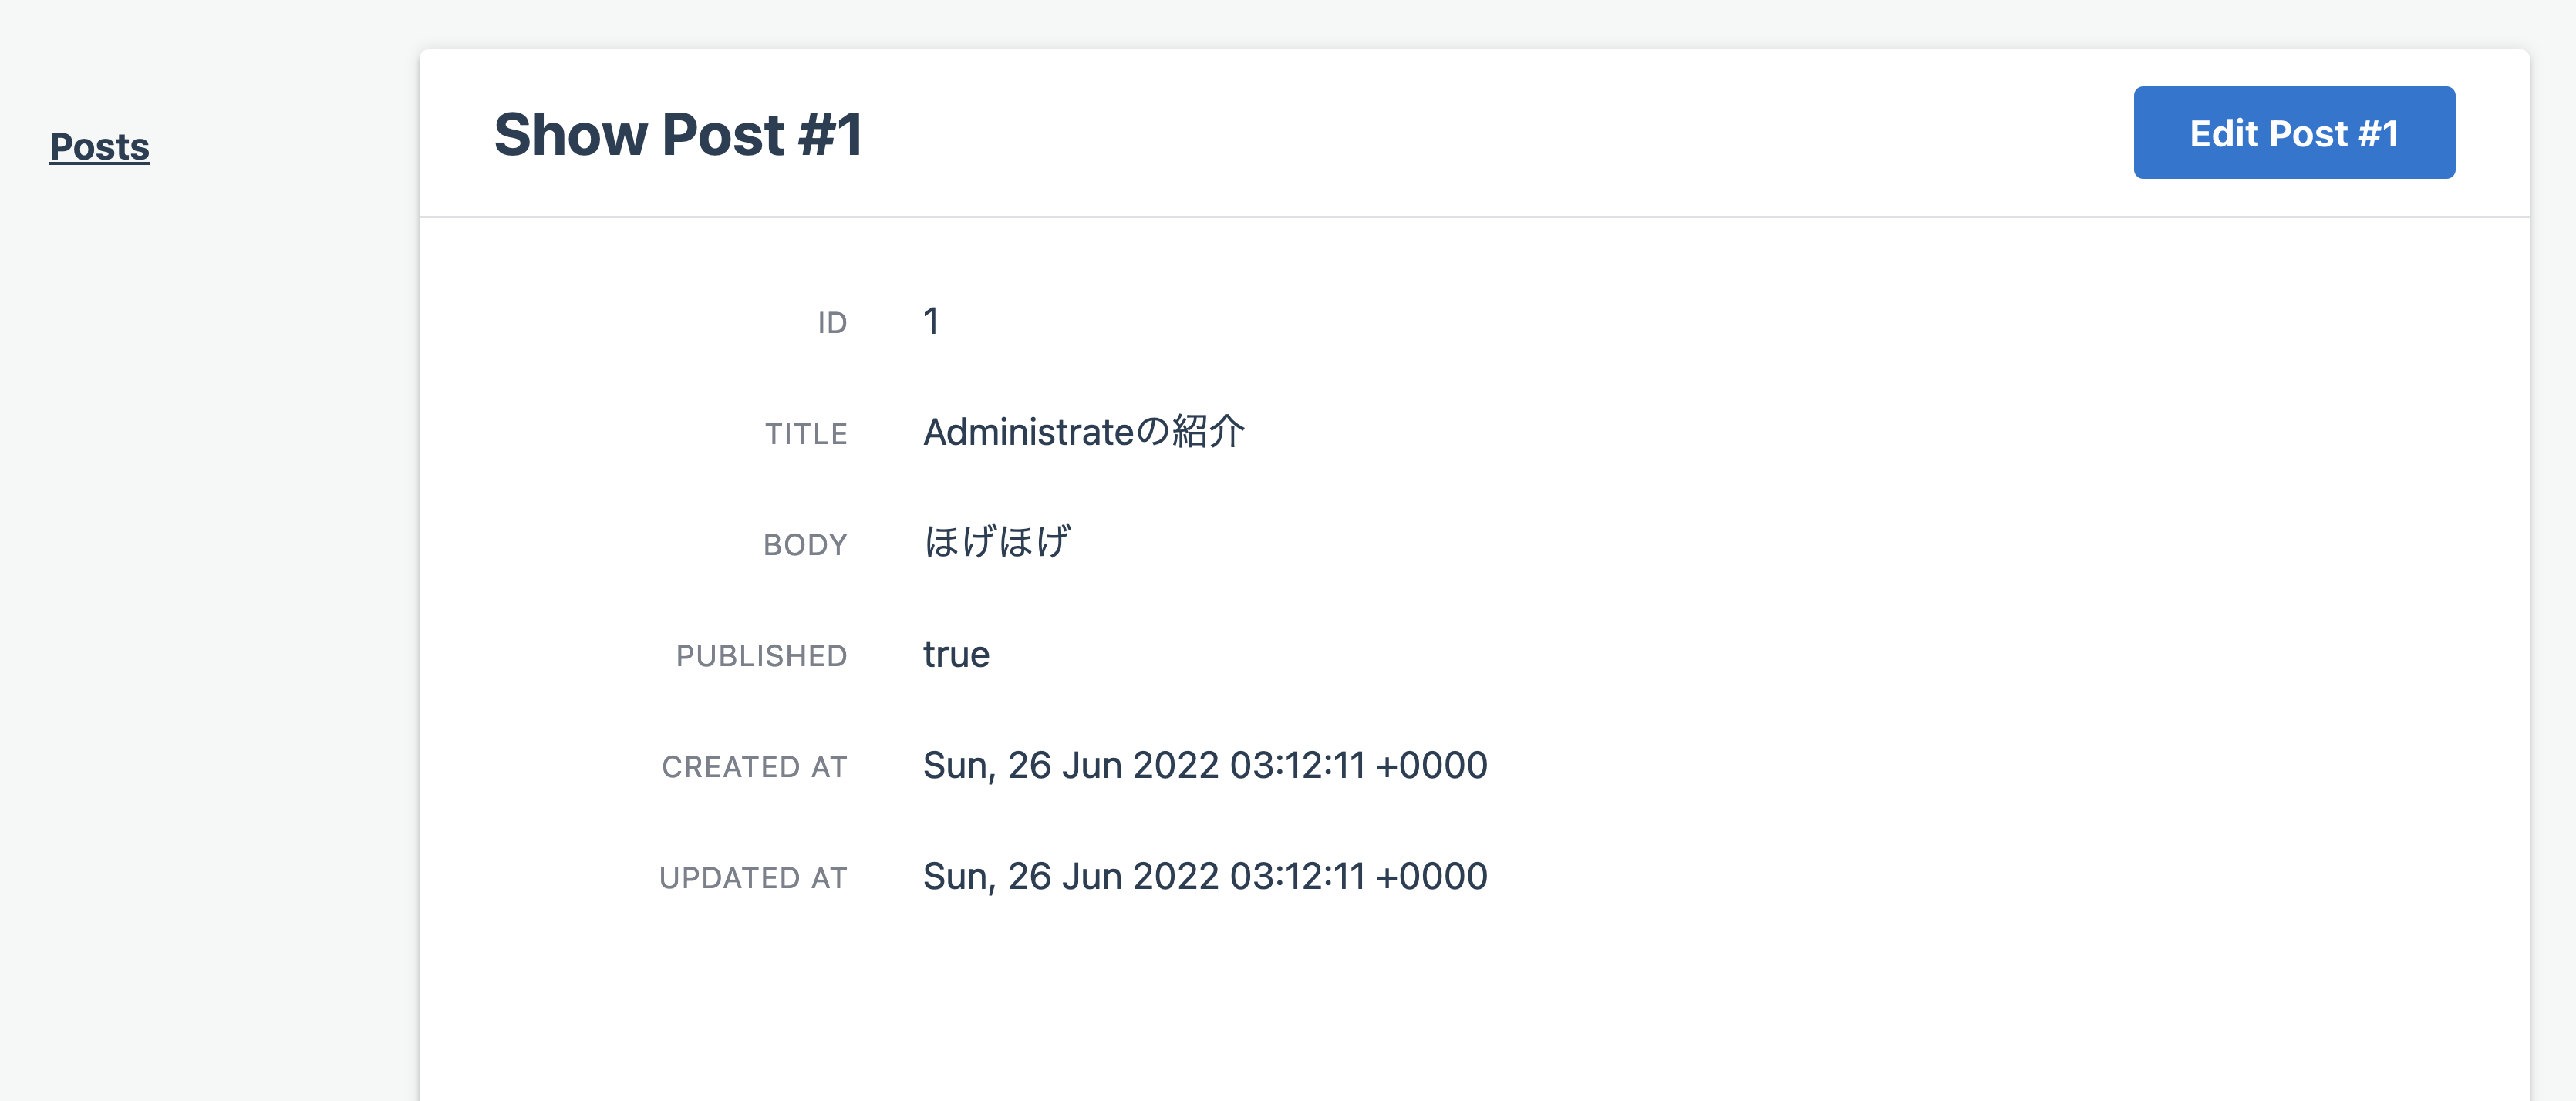 Posts
Show Post #1
Edit Post #1
ID 1
TITLE Administrateの紹介
BODY ほげほげ
PUBLISHED true
CREATED AT Sun, 26 Jun 2022 03:12:11 +0000
UPDATED AT Sun, 26 Jun 2022 03:12:11 +0000